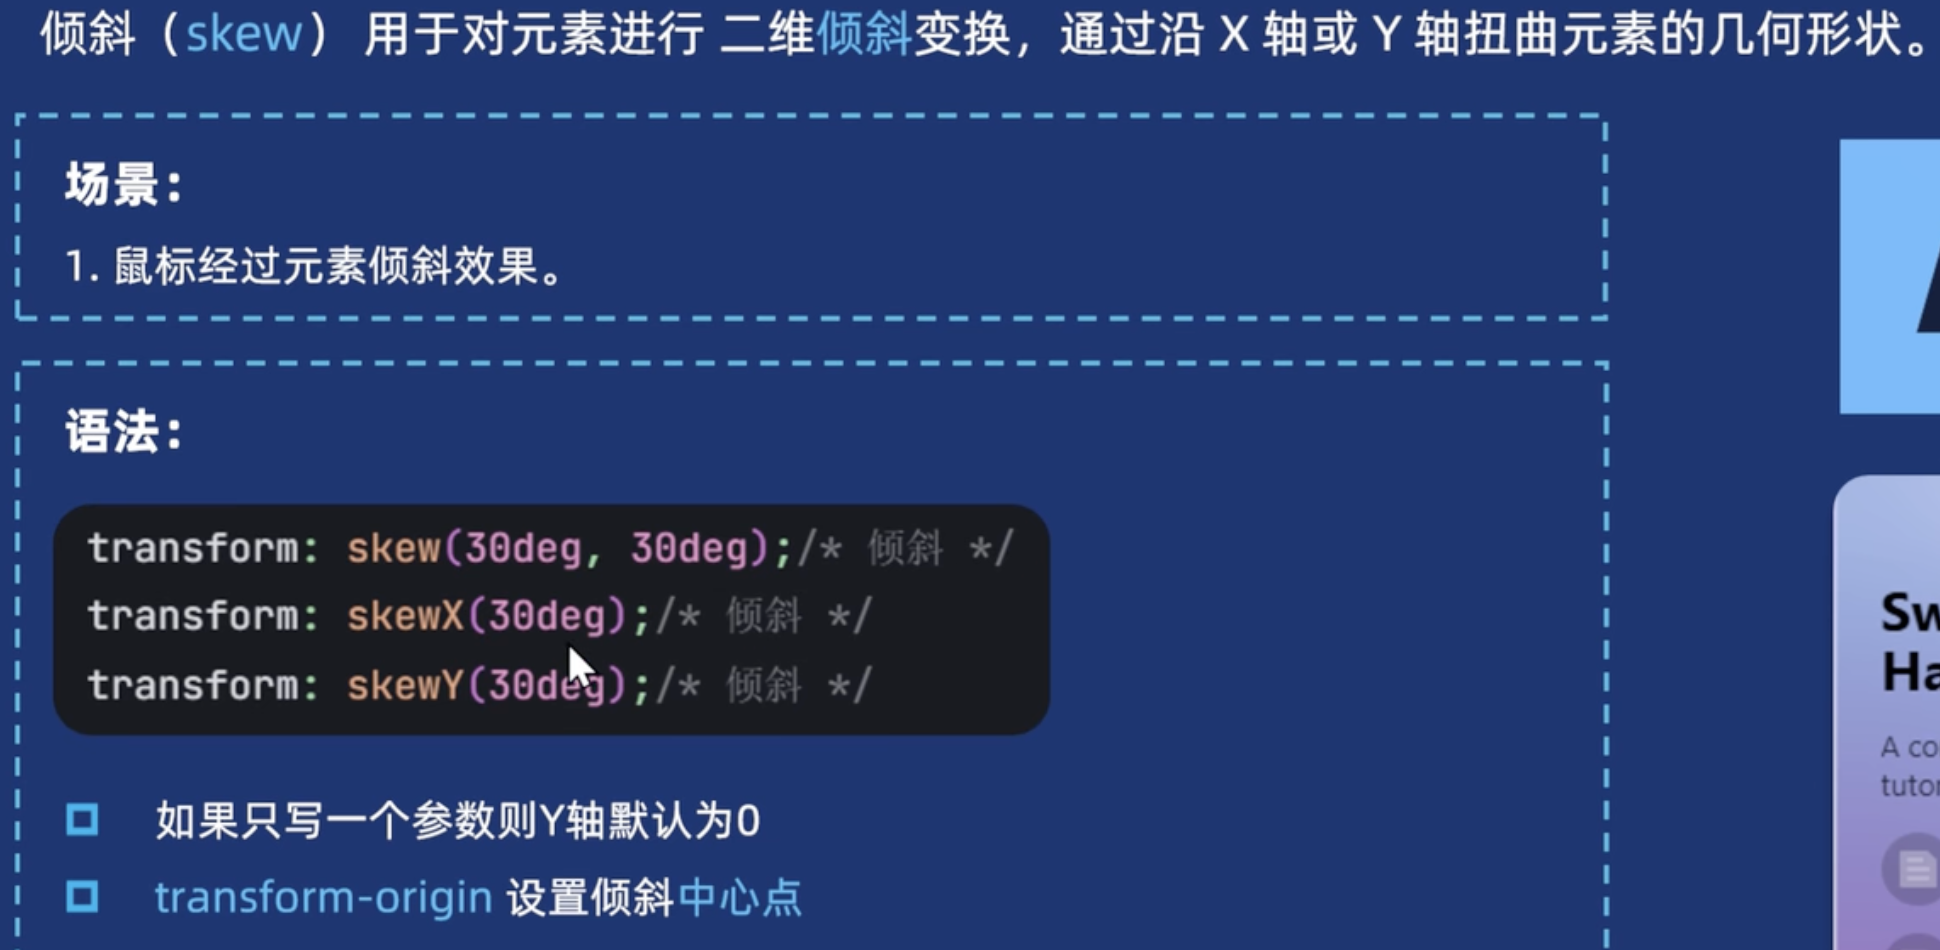 倾斜（skew） 用于对元素进行 二维倾斜变换，通过沿 X 轴或 Y 轴扭曲元素的几何形状。
场景：
1. 鼠标经过元素倾斜效果。
语法：
transform: skew(30deg, 30deg);/* 倾斜 */
transform: skewX(30deg);/* 倾斜 */
transform: skewY(30deg);/* 倾斜 */
如果只写一个参数则Y轴默认为0
transform-origin 设置倾斜中心点